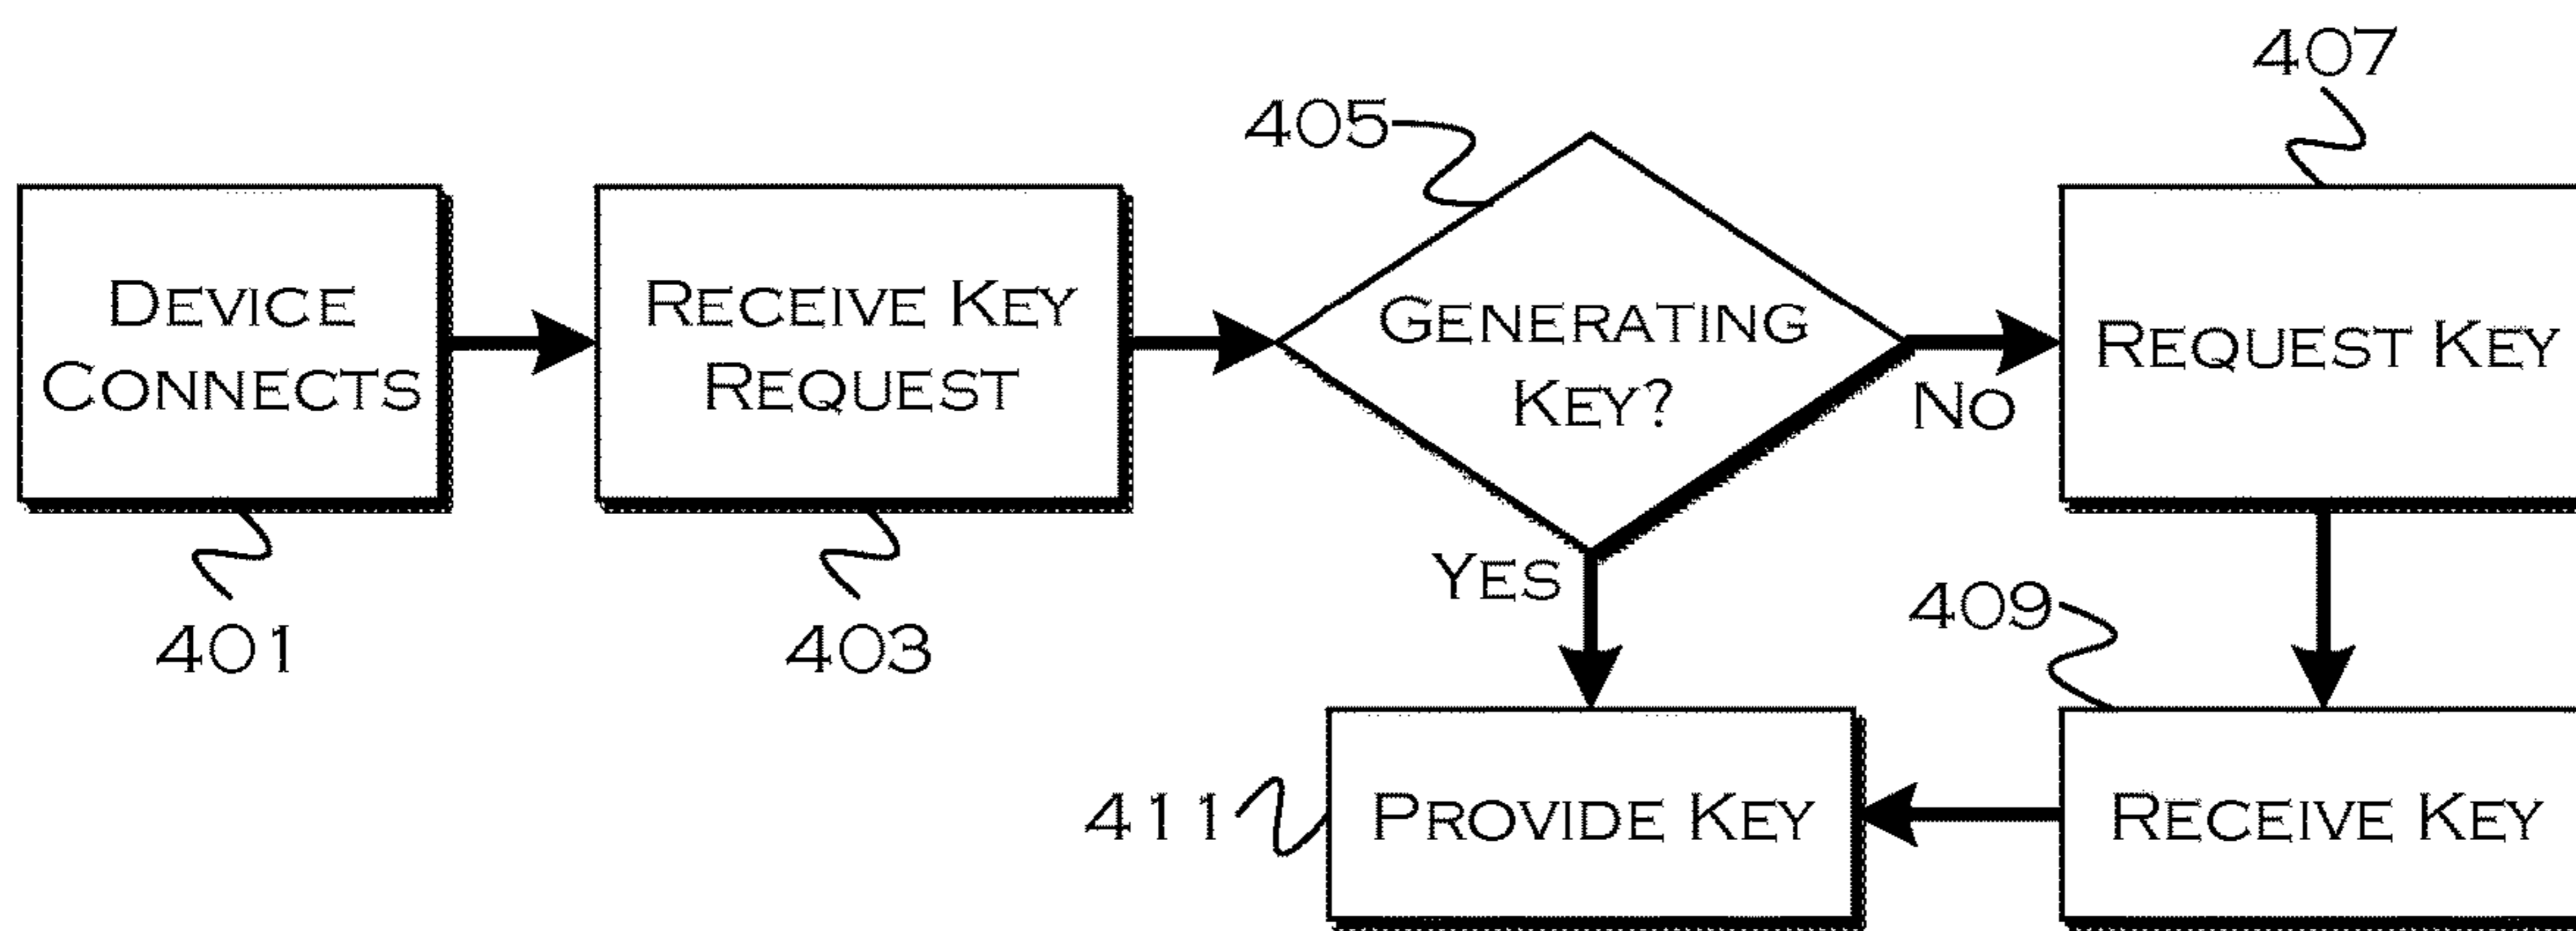 407
405
DEVICE
CONNECTS
RECEIVE KEY
REQUEST
GENERATING
KEY?
NO
REQUEST KEY
YES
401
403
409
411
PROVIDE KEY
RECEIVE KEY